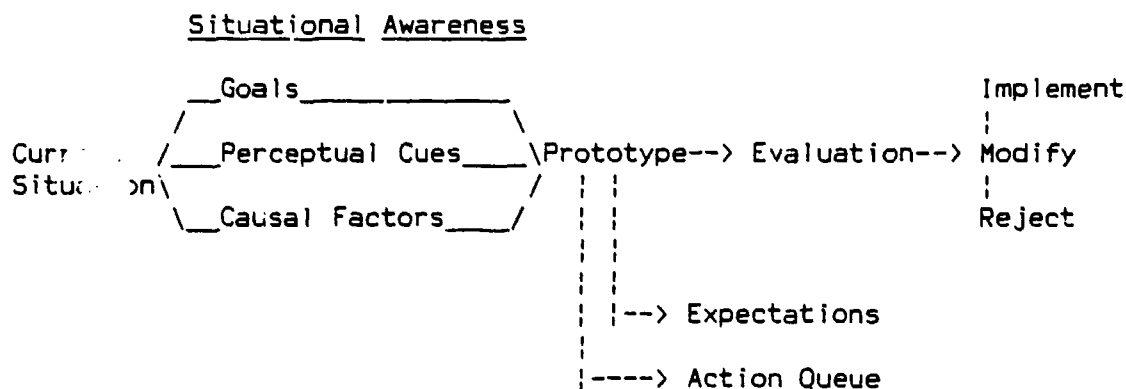 Situational Awareness
Goals Implement
Perceptual Cues Prototype--> Evaluation--> Modify
Causal Factors Reject
--> Expectations
----> Action Queue